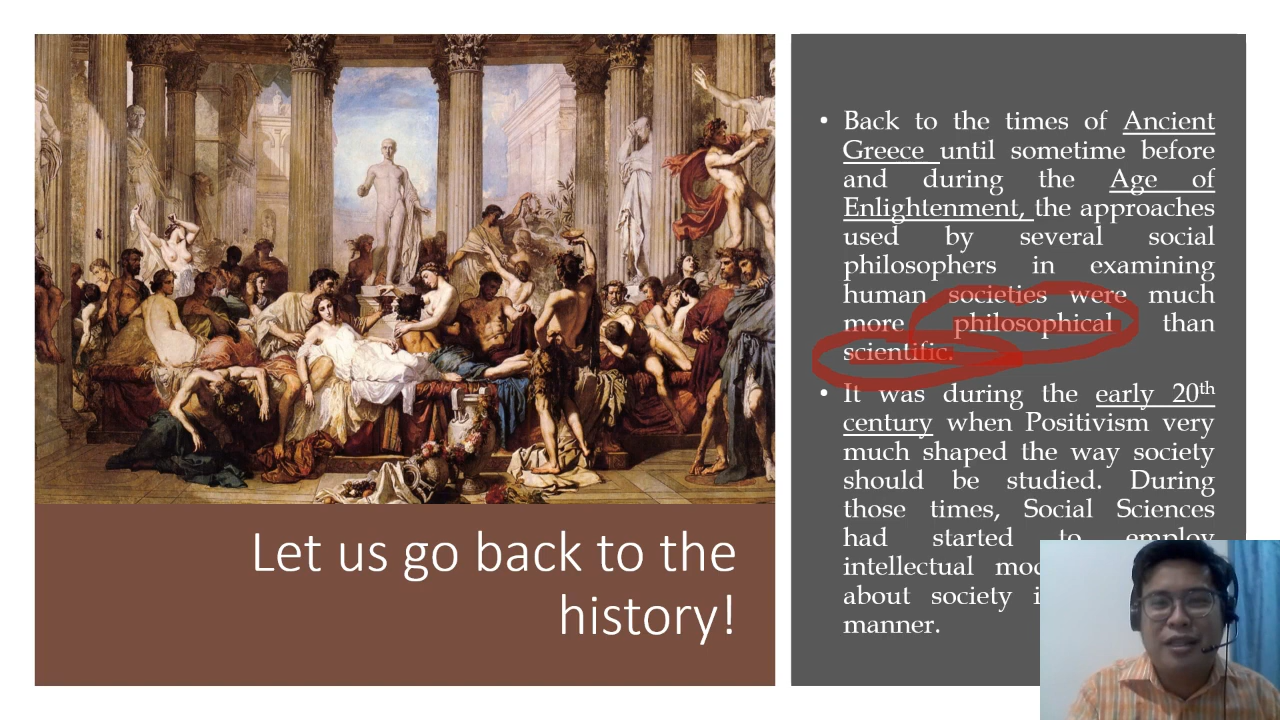 Let us go back to the
history!
• Back to the times of Ancient
Greece until sometime before
and during the Age of
Enlightenment, the approaches
used by several social
philosophers in examining
human societies were much
more philosophical than
scientific.
• It was during the early 20th
century when Positivism very
much shaped the way society
should be studied. During
those times, Social Sciences
had started to employ
intellectual
about society
manner.